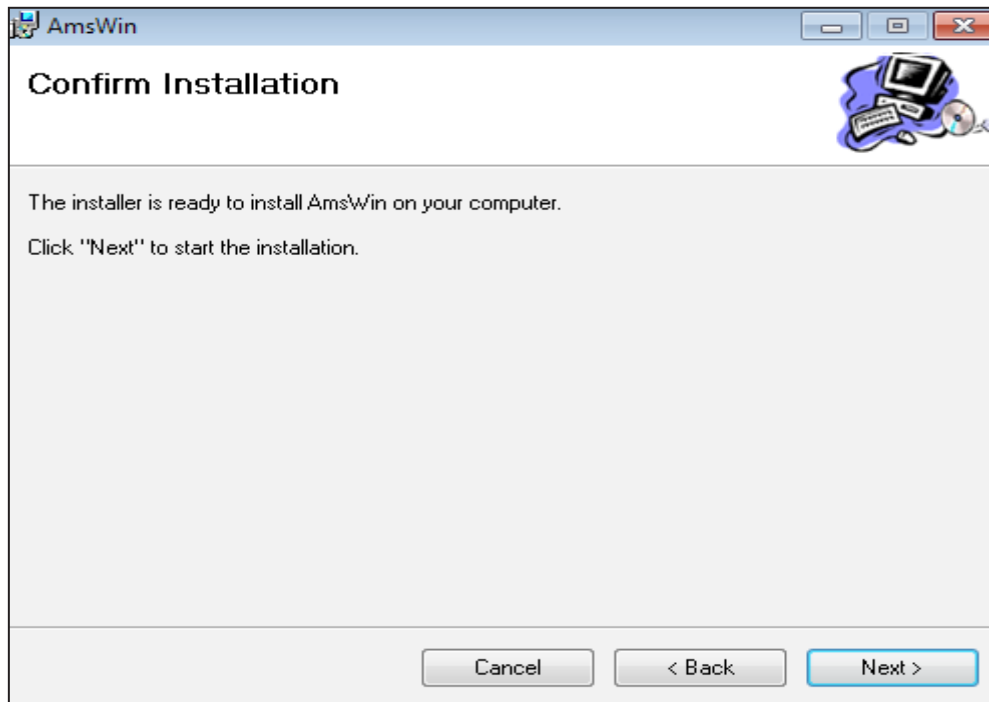 AmsWin
Confirm Installation
The installer is ready to install AmsWin on your computer.
Click "Next" to start the installation.
Cancel
< Back
Next >